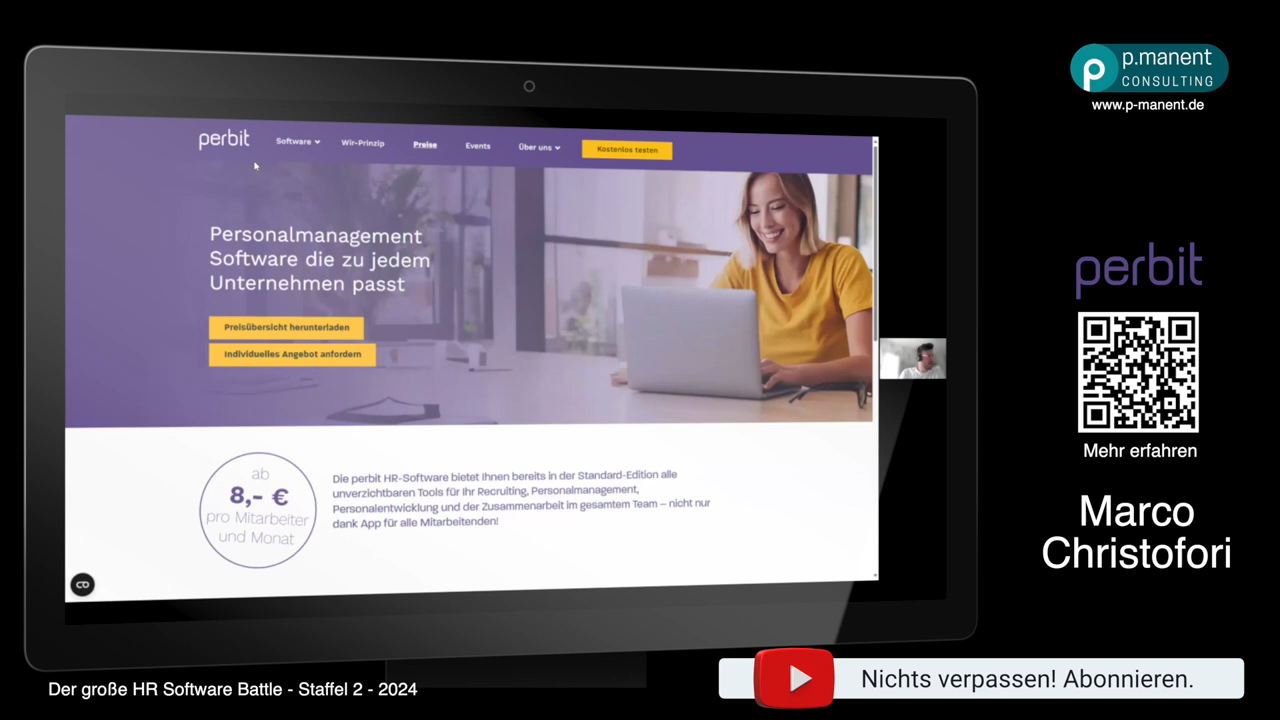 p.manent
CONSULTING
www.p-manent.de
perbit
Software
Wir-Prinzip
Preise
Events
Über uns
Kostenlos testen
Personalmanagement
Software die zu jedem
Unternehmen passt
Preisübersicht herunterladen
Individuelles Angebot anfordern
ab
8,- €
pro Mitarbeiter
und Monat
Die perbit HR-Software bietet Ihnen bereits in der Standard-Edition alle
unverzichtbaren Tools für Ihr Recruiting, Personalmanagement,
Personalentwicklung und der Zusammenarbeit im gesamtem Team – nicht nur
dank App für alle Mitarbeitenden!
perbit
Mehr erfahren
Marco
Christofori
Der große HR Software Battle - Staffel 2 - 2024
Nichts verpassen! Abonnieren.